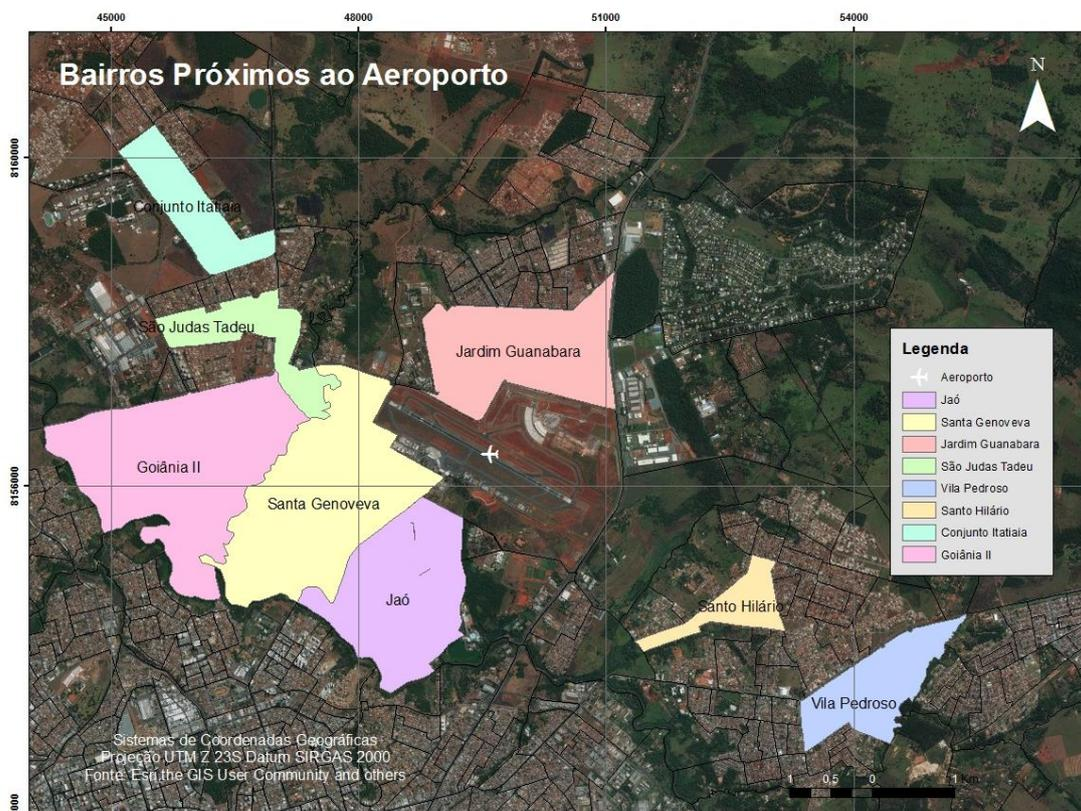 45000 48000 51000 54000
Bairros Próximos ao Aeroporto
N
8160000
Conjunto Itatiaia
São Judas Tadeu
Jardim Guanabara
Legenda
Aeroporto
Jaó
Santa Genoveva
Jardim Guanabara
São Judas Tadeu
Vila Pedroso
Santo Hilário
Conjunto Itatiaia
Goiânia II
Goiânia II
8156000
Santa Genoveva
Jaó
Santo Hilário
Vila Pedroso
Sistemas de Coordenadas Geográficas
Projeção UTM Z 23S Datum SIRGAS 2000
Fonte: Esri,the GIS User Community and others
1 0,5 0 1 Km